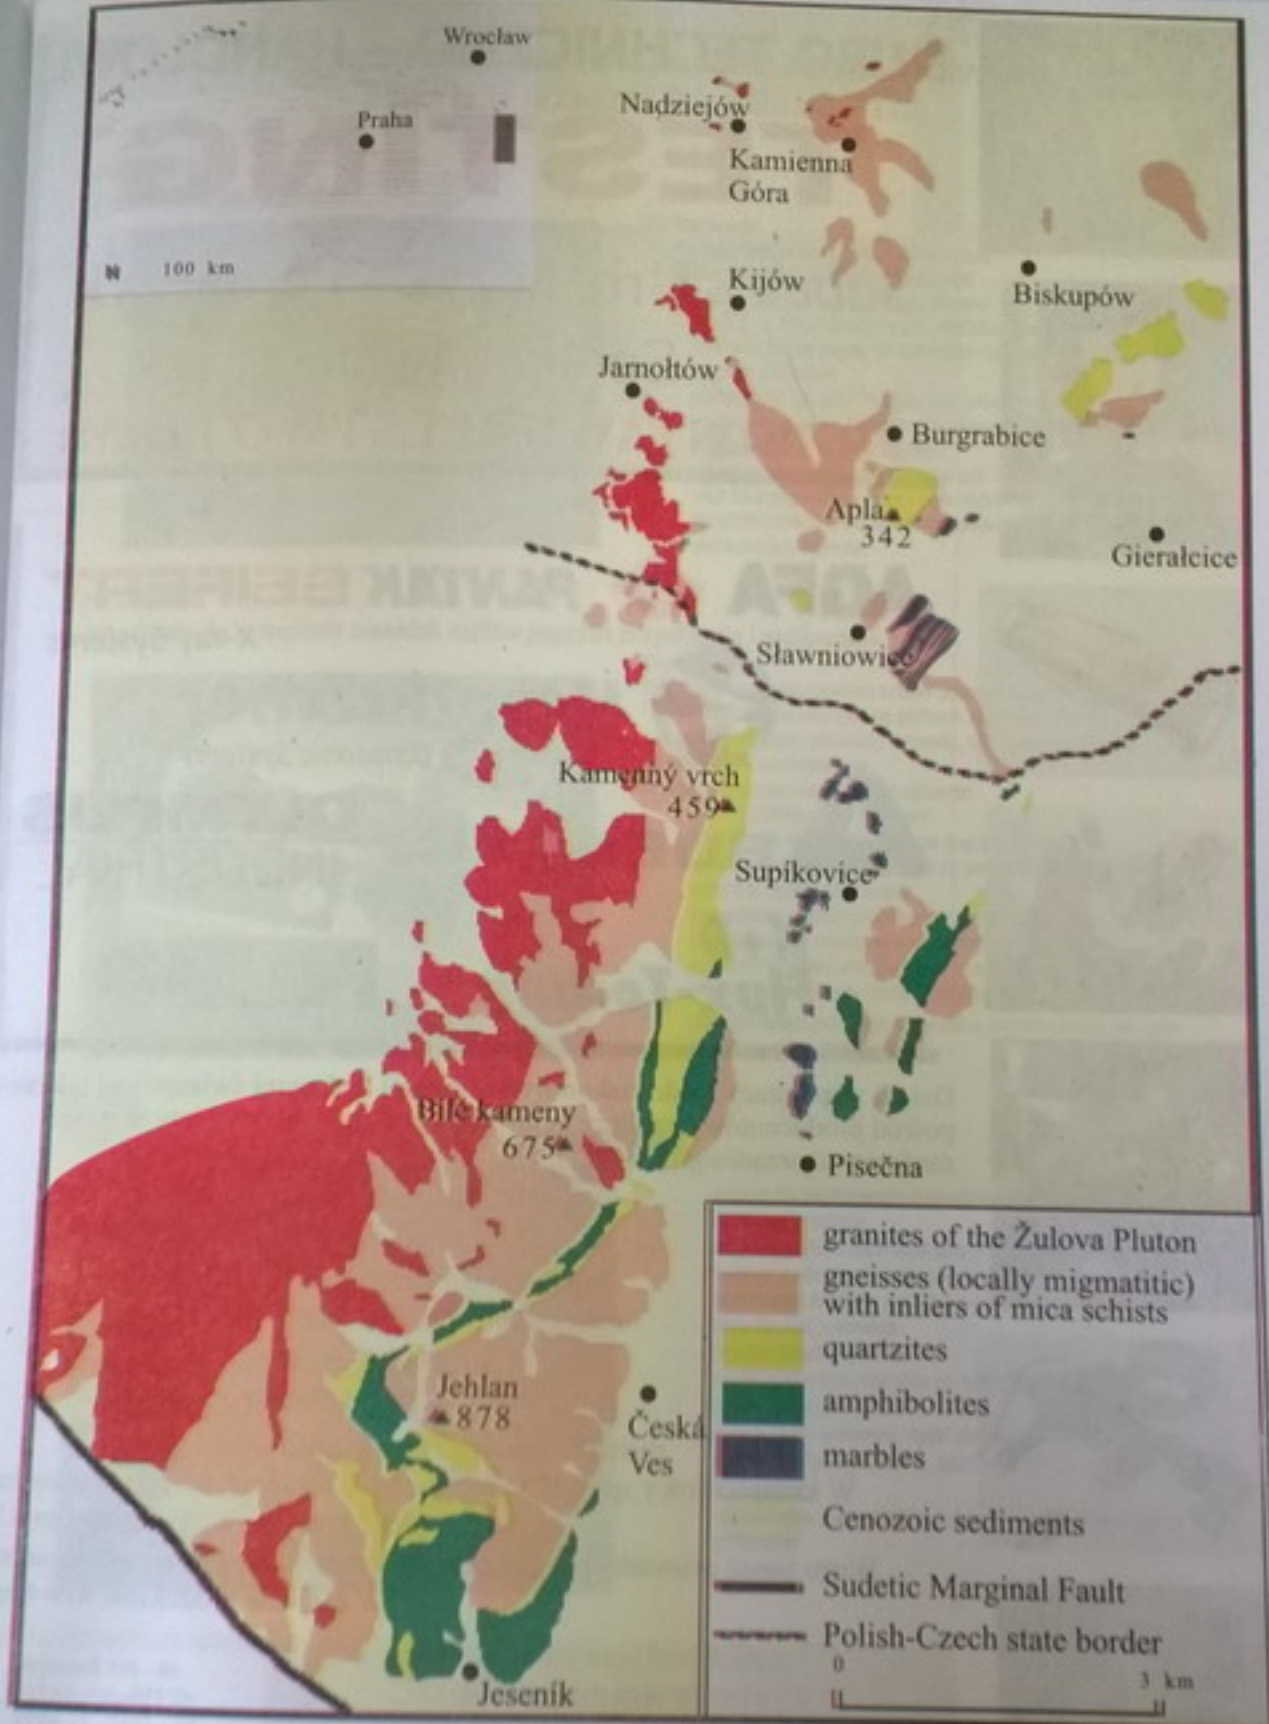 Wrocław
Praha
N 100 km
Nadziejów
Kamienna
Góra
Kijów
Biskupów
Jarnołtów
Burgrabice
Apla
342
Gierałcice
Sławniowice
Kamenný vrch
459
Supíkovice
Bílé kameny
675
Pisečna
Jehlan
878
Česká
Ves
Jeseník
granites of the Žulova Pluton
gneisses (locally migmatitic)
with inliers of mica schists
quartzites
amphibolites
marbles
Cenozoic sediments
Sudetic Marginal Fault
Polish-Czech state border
0 3 km